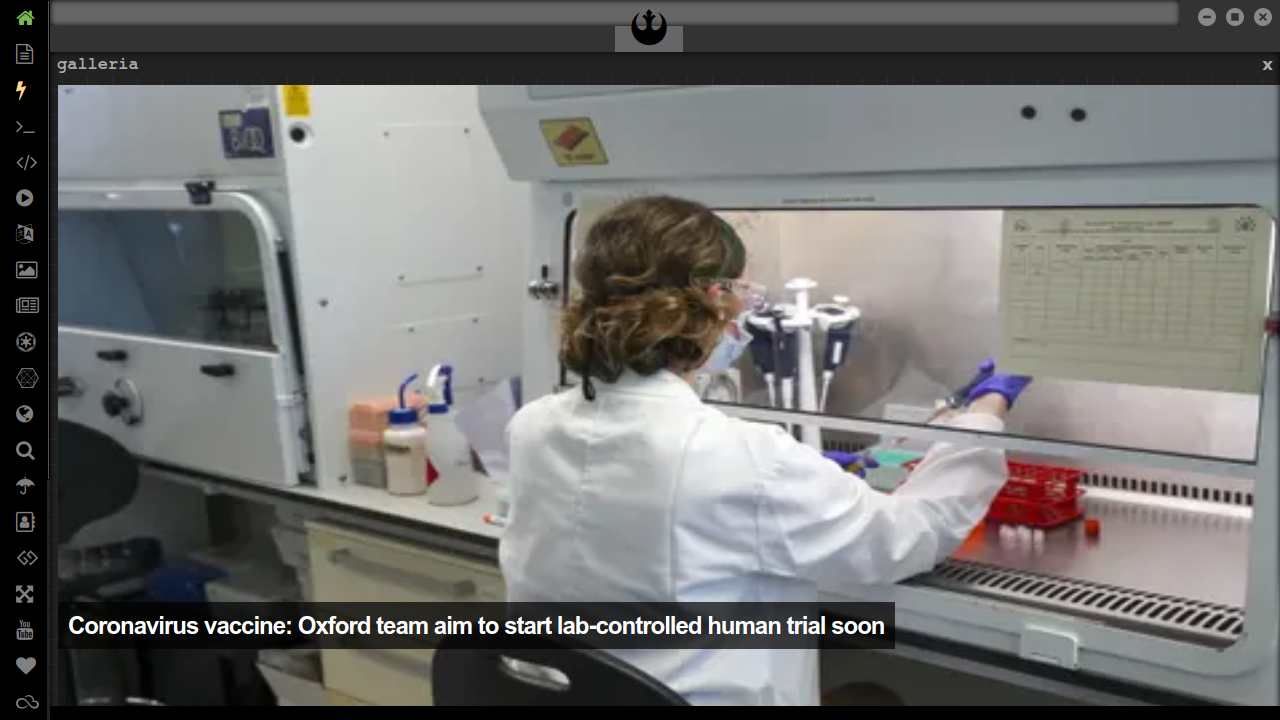 galleria
x
Coronavirus vaccine: Oxford team aim to start lab-controlled human trial soon